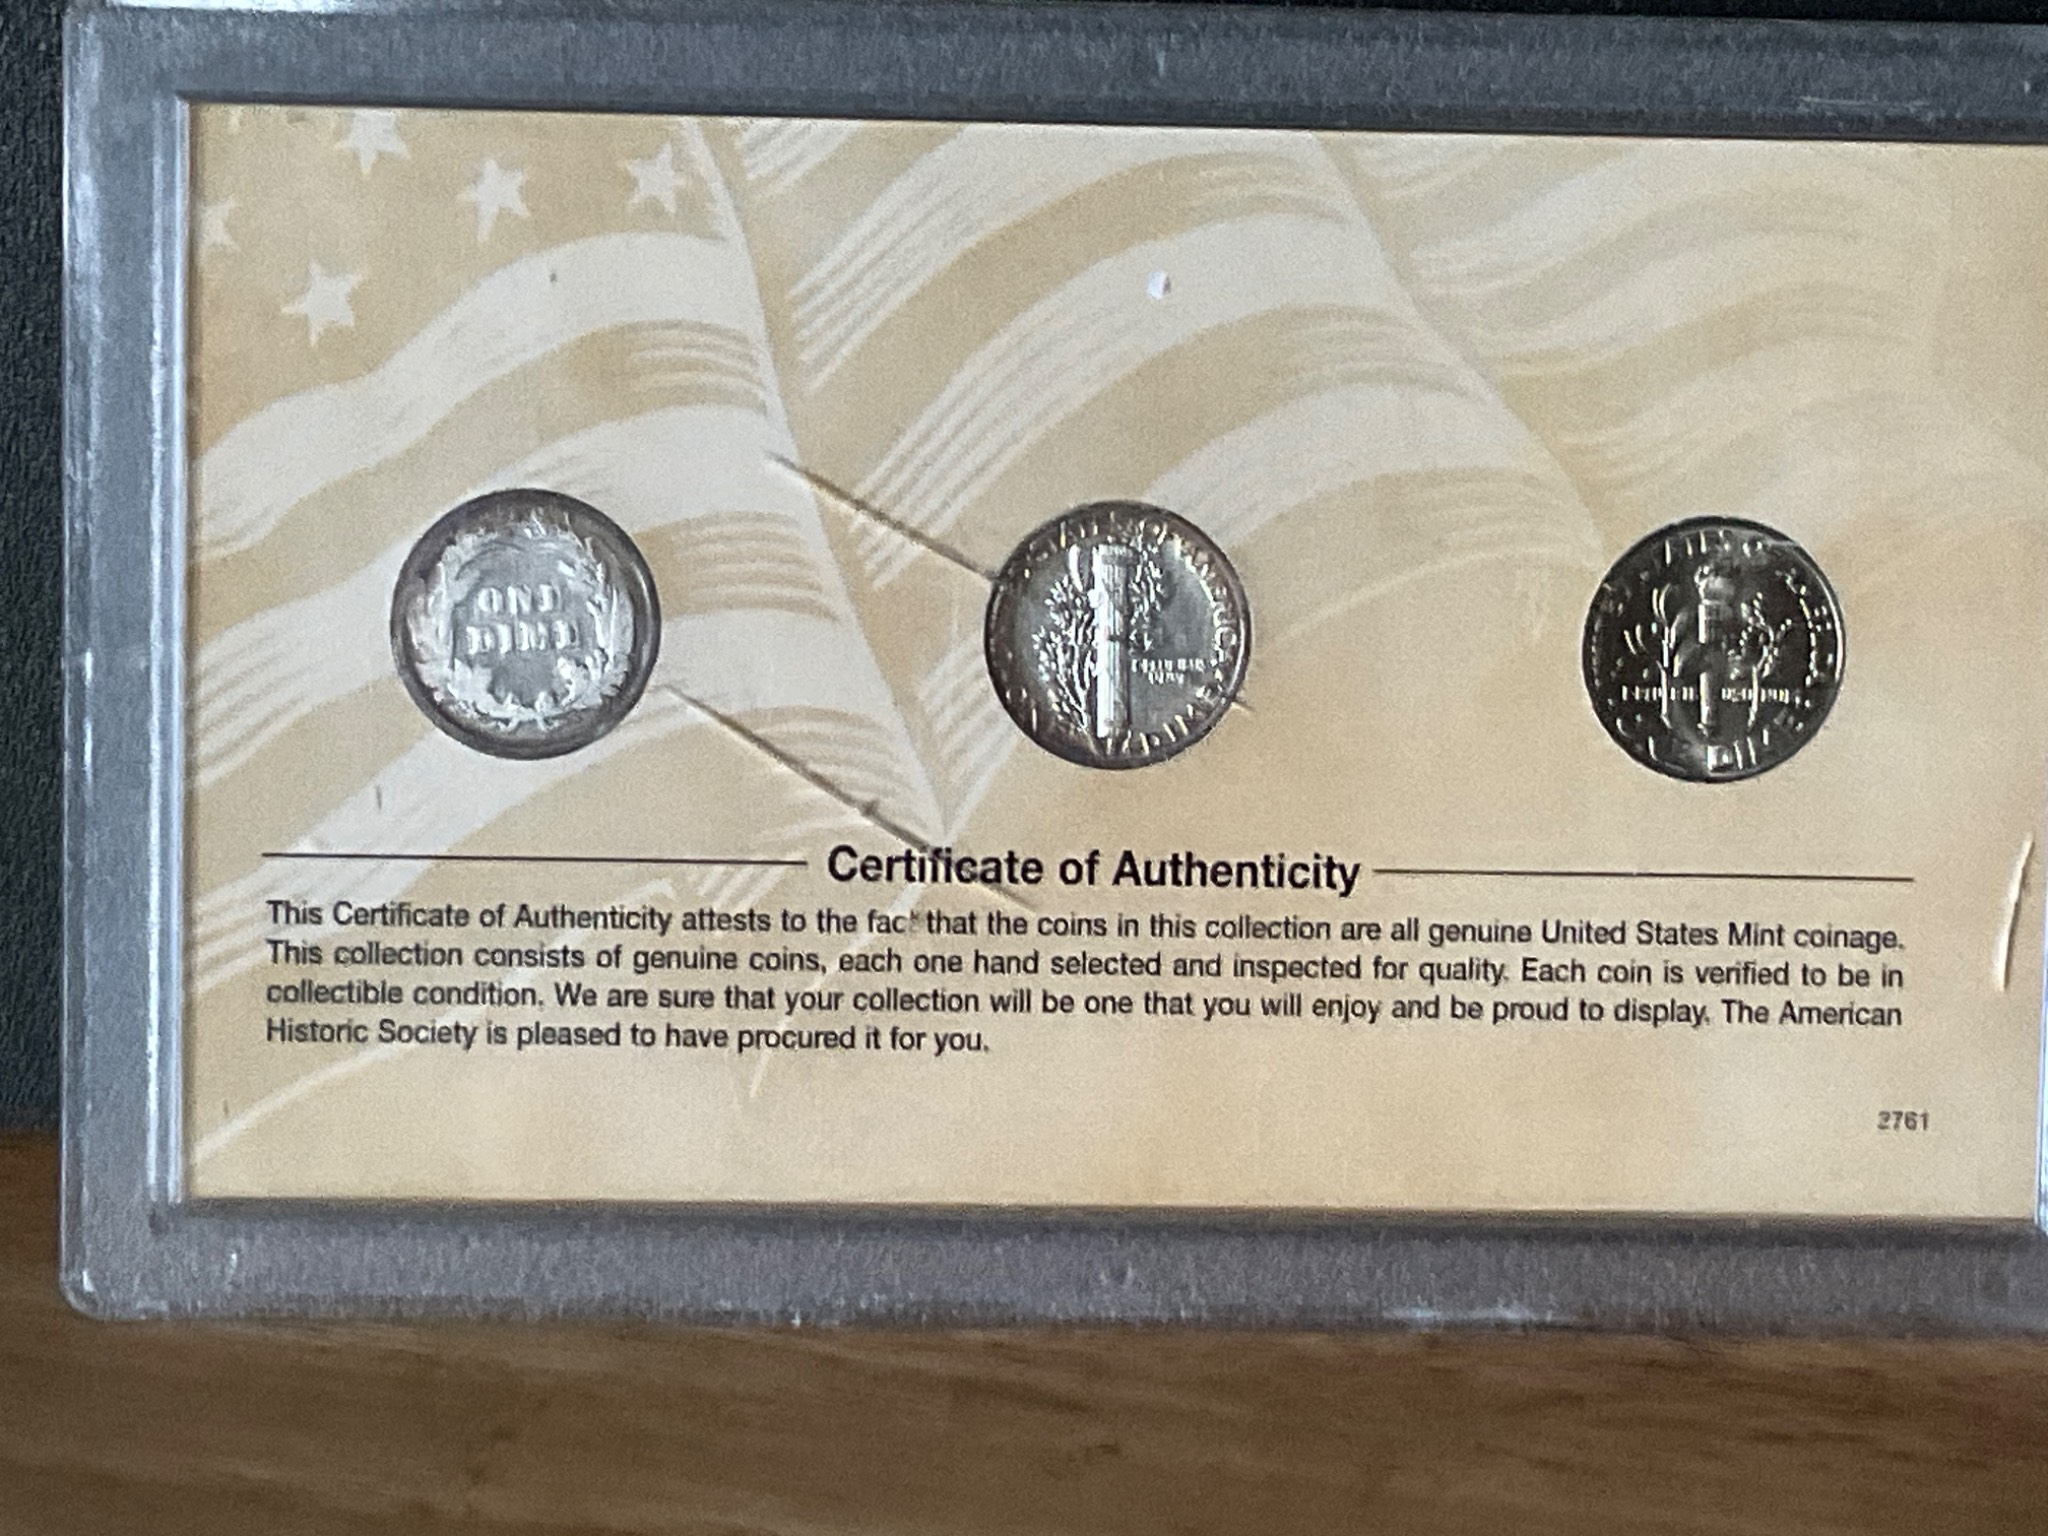 ONE
DIME
Certificate of Authenticity
This Certificate of Authenticity attests to the fact that the coins in this collection are all genuine United States Mint coinage.
This collection consists of genuine coins, each one hand selected and inspected for quality. Each coin is verified to be in
collectible condition. We are sure that your collection will be one that you will enjoy and be proud to display. The American
Historic Society is pleased to have procured it for you.
2761